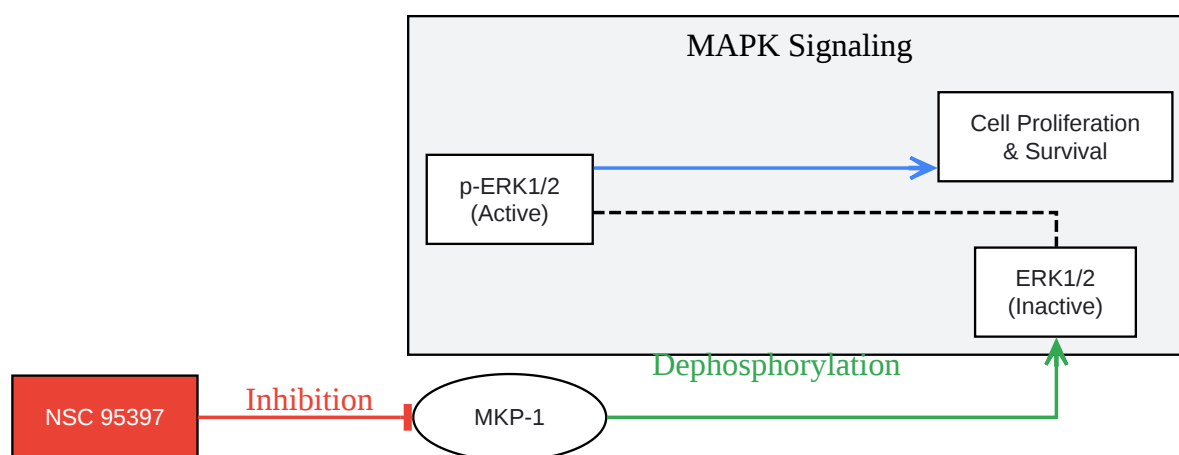 MAPK Signaling
Cell Proliferation
& Survival
p-ERK1/2
(Active)
ERK1/2
(Inactive)
Dephosphorylation
Inhibition
NSC 95397
MKP-1